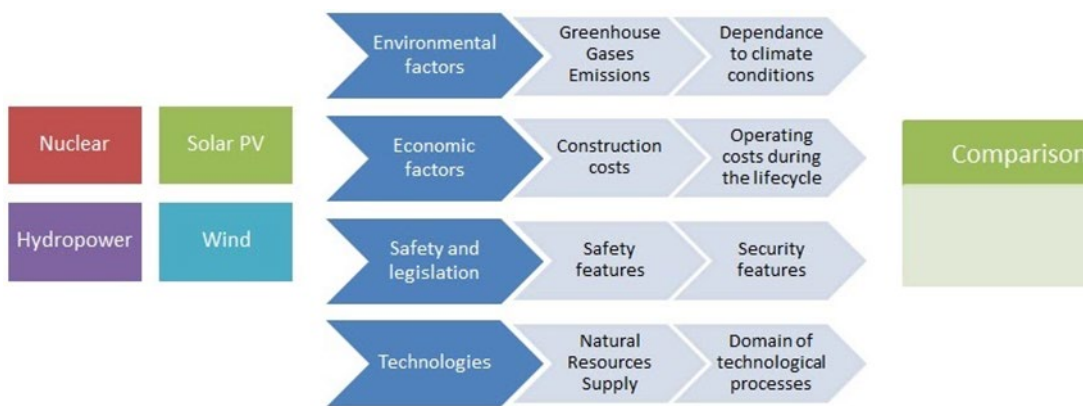 Nuclear
Solar PV
Hydropower
Wind
Environmental
factors
Greenhouse
Gases
Emissions
Dependance
to climate
conditions
Economic
factors
Construction
costs
Operating
costs during
the lifecycle
Safety and
legislation
Safety
features
Security
features
Technologies
Natural
Resources
Supply
Domain of
technological
processes
Comparison